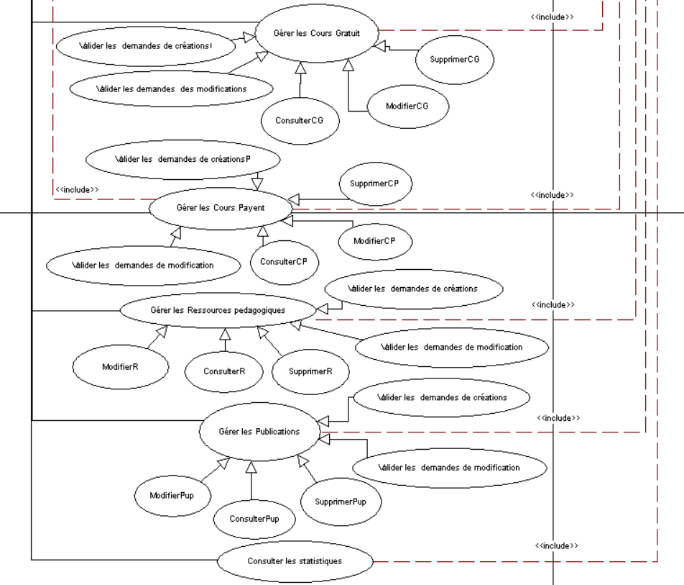 <<include>>
Gérer les Cours Gratuit
Valider les demandes de créations
SupprimerCG
Valider les demandes des modifications
ModifierCG
ConsulterCG
Valider les demandes de créationsP
SupprimerCP
<<include>>
<<include>>
Gérer les Cours Payent
ModifierCP
Valider les demandes de modification
ConsulterCP
Valider les demandes de créations
<<include>>
Gérer les Ressources pedagogiques
Valider les demandes de modification
ModifierR
ConsulterR
SupprimerR
Valider les demandes de créations
<<include>>
Gérer les Publications
Valider les demandes de modification
ModifierPup
SupprimerPup
ConsulterPup
<<include>>
Consulter les statistiques